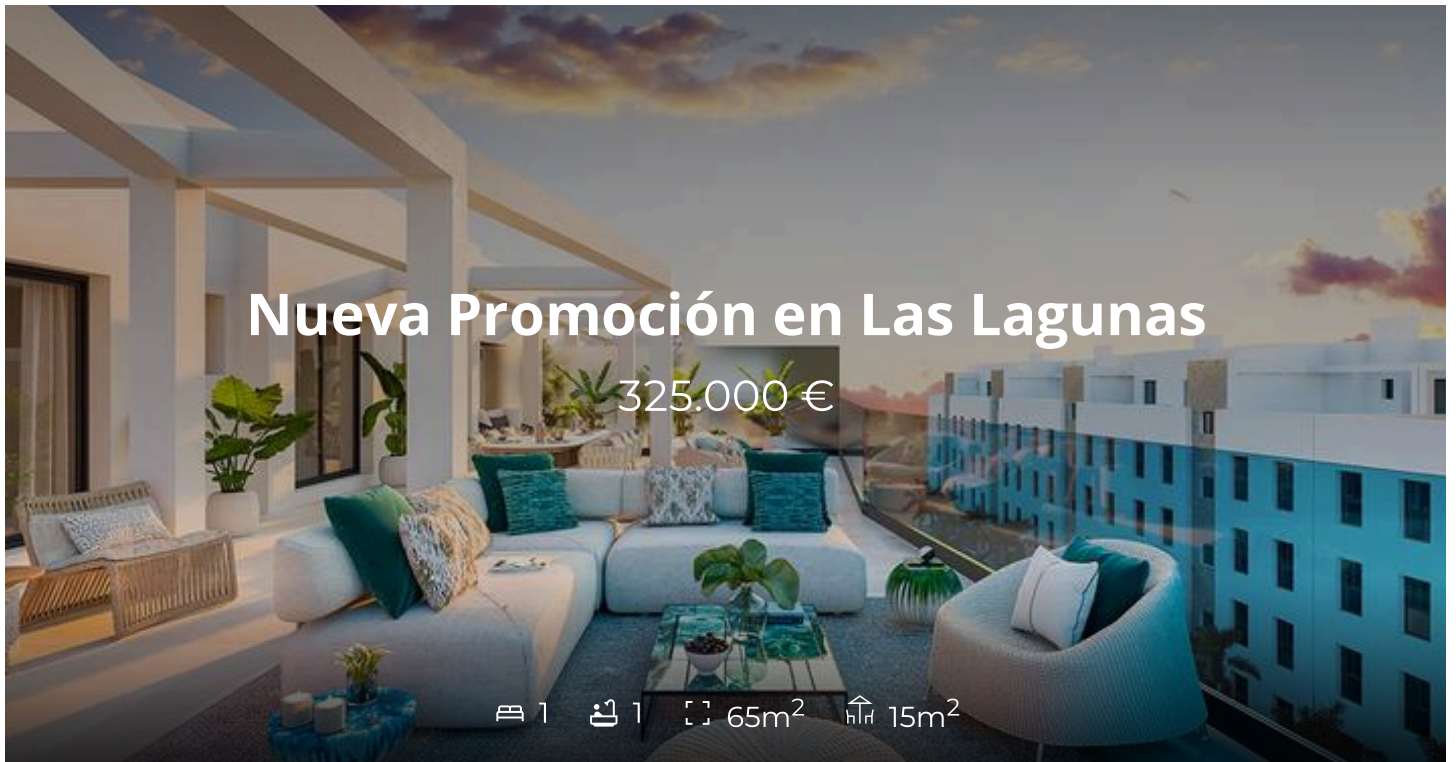 Nueva Promoción en Las Lagunas
325.000 €
1 1 65m² 15m²